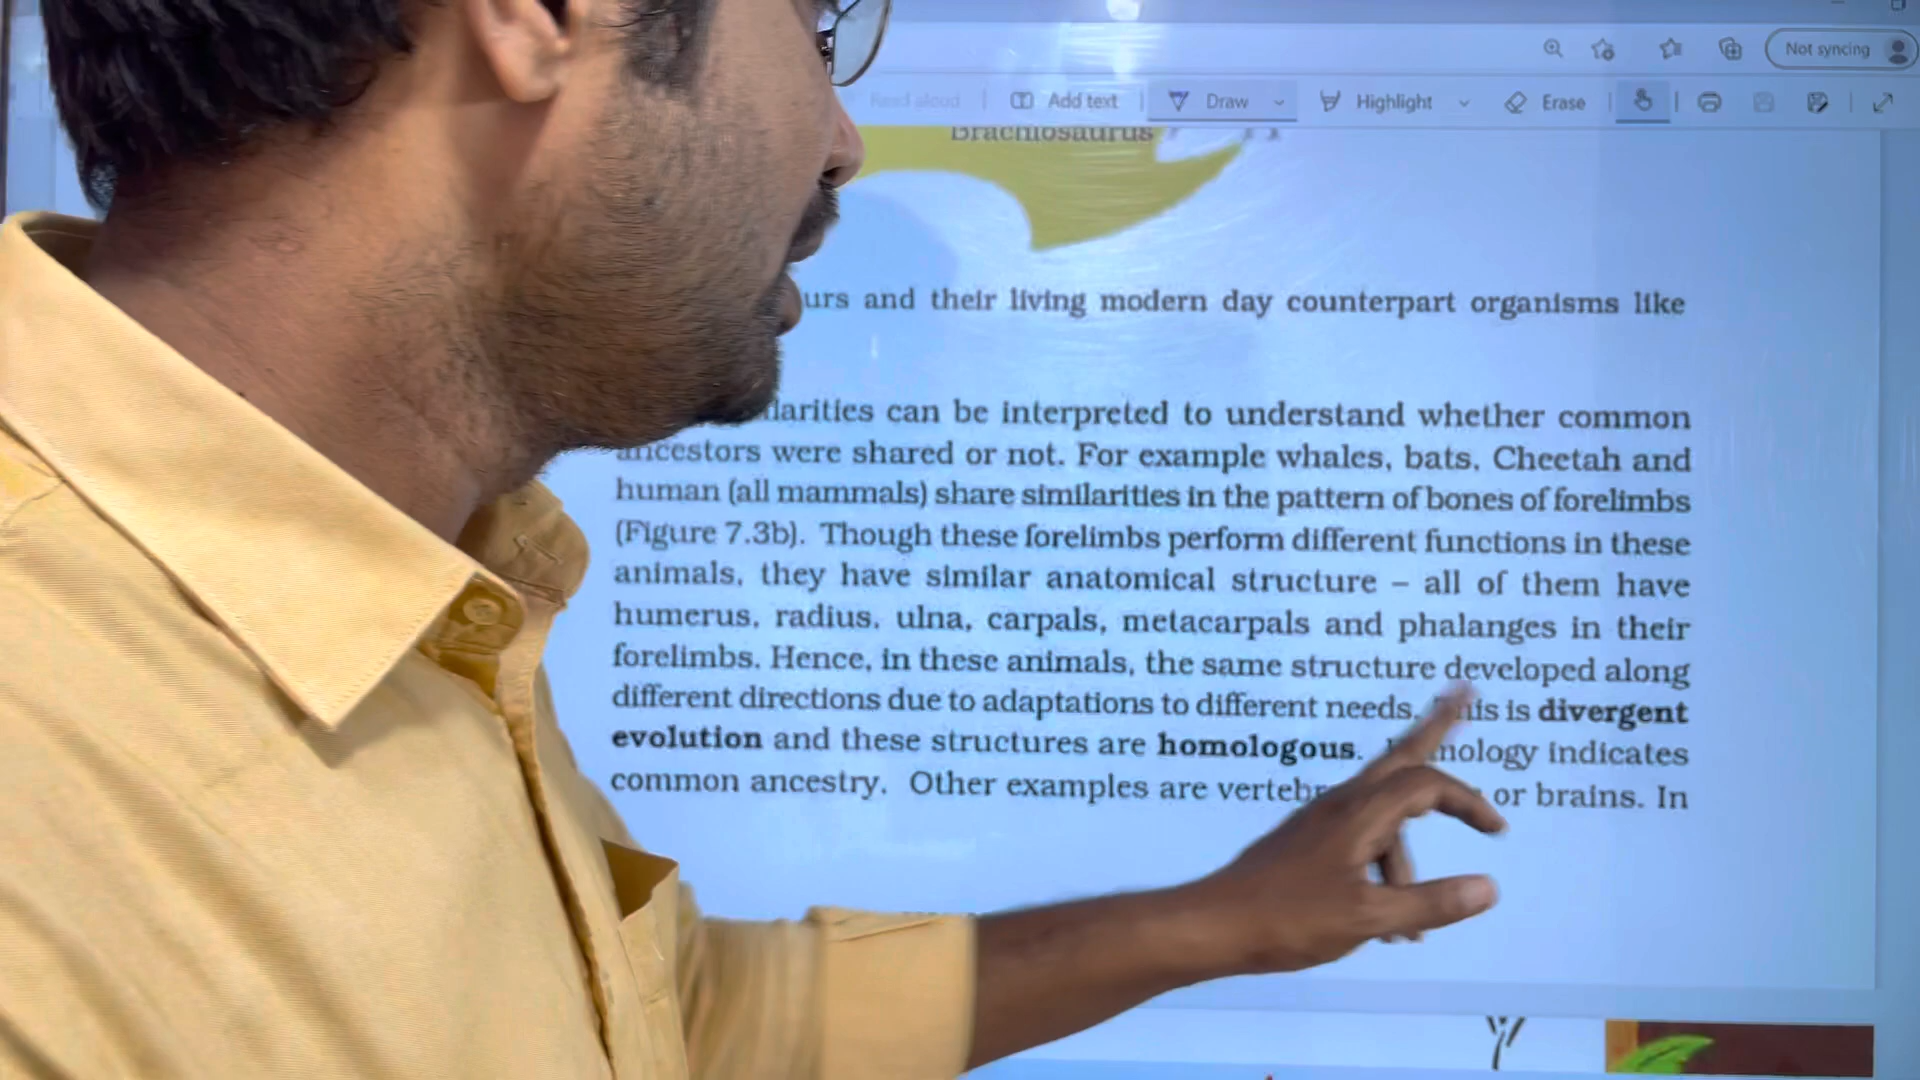 Not syncing
Read aloud Add text Draw Highlight Erase
Brachiosaurus
and their living modern day counterpart organisms like
can be interpreted to understand whether common
ancestors were shared or not. For example whales, bats, Cheetah and
human (all mammals) share similarities in the pattern of bones of forelimbs
(Figure 7.3b). Though these forelimbs perform different functions in these
animals, they have similar anatomical structure – all of them have
humerus, radius, ulna, carpals, metacarpals and phalanges in their
forelimbs. Hence, in these animals, the same structure developed along
different directions due to adaptations to different needs. This is divergent
evolution and these structures are homologous. indicates
common ancestry. Other examples are or brains. In